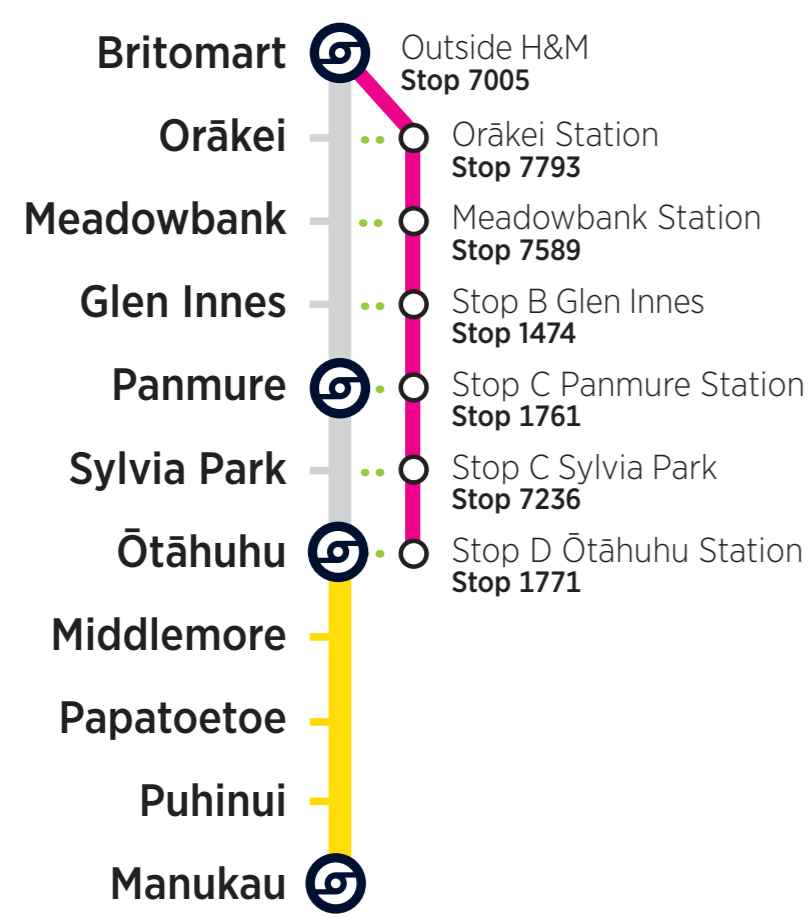 Britomart
Outside H&M
Stop 7005
Orākei
Orākei Station
Stop 7793
Meadowbank
Meadowbank Station
Stop 7589
Glen Innes
Stop B Glen Innes
Stop 1474
Panmure
Stop C Panmure Station
Stop 1761
Sylvia Park
Stop C Sylvia Park
Stop 7236
Ōtāhuhu
Stop D Ōtāhuhu Station
Stop 1771
Middlemore
Papatoetoe
Puhinui
Manukau